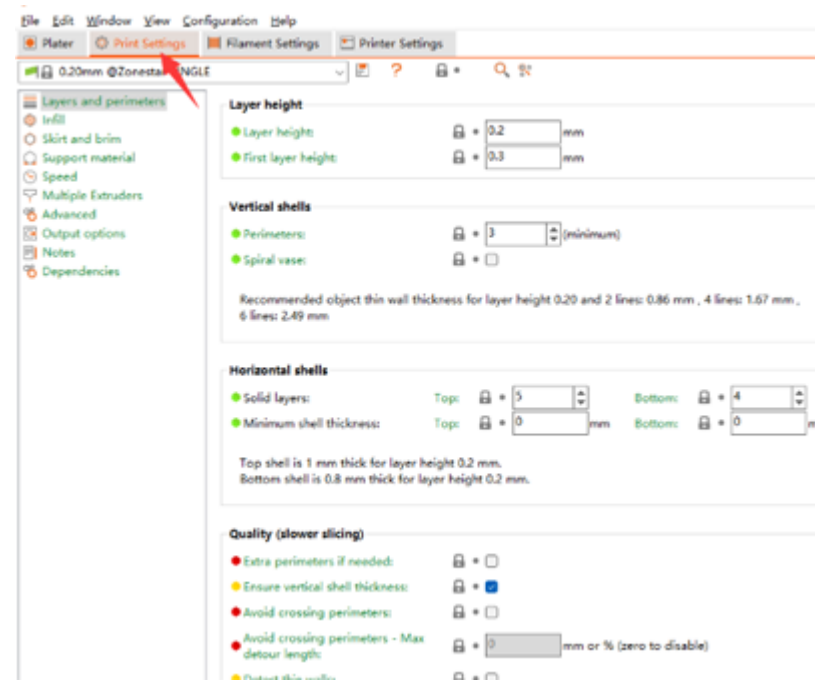 File Edit Window View Configuration Help
Plater Print Settings Filament Settings Printer Settings
0.20mm @Zonestar NGLE
Layers and perimeters
Infill
Skirt and brim
Support material
Speed
Multiple Extruders
Advanced
Output options
Notes
Dependencies
Layer height
Layer height: 0.2 mm
First layer height: 0.3 mm
Vertical shells
Perimeters: 3 (minimum)
Spiral vase:
Recommended object thin wall thickness for layer height 0.20 and 2 lines: 0.86 mm , 4 lines: 1.67 mm ,
6 lines: 2.49 mm
Horizontal shells
Solid layers: Top: 5 Bottom: 4
Minimum shell thickness: Top: 0 mm Bottom: 0
Top shell is 1 mm thick for layer height 0.2 mm.
Bottom shell is 0.8 mm thick for layer height 0.2 mm.
Quality (slower slicing)
Extra perimeters if needed:
Ensure vertical shell thickness:
Avoid crossing perimeters:
Avoid crossing perimeters - Max
detour length: 0 mm or % (zero to disable)
Detect thin walls: